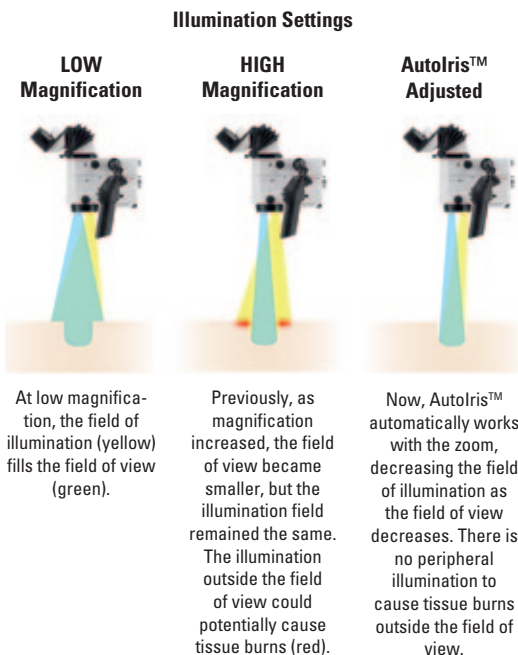 Illumination Settings
LOW
Magnification
At low magnifica-
tion, the field of
illumination (yellow)
fills the field of view
(green).
HIGH
Magnification
Previously, as
magnification
increased, the field
of view became
smaller, but the
illumination field
remained the same.
The illumination
outside the field
of view could
potentially cause
tissue burns (red).
AutoIris™
Adjusted
Now, AutoIris™
automatically works
with the zoom,
decreasing the field
of illumination as
the field of view
decreases. There is
no peripheral
illumination to
cause tissue burns
outside the field of
view.